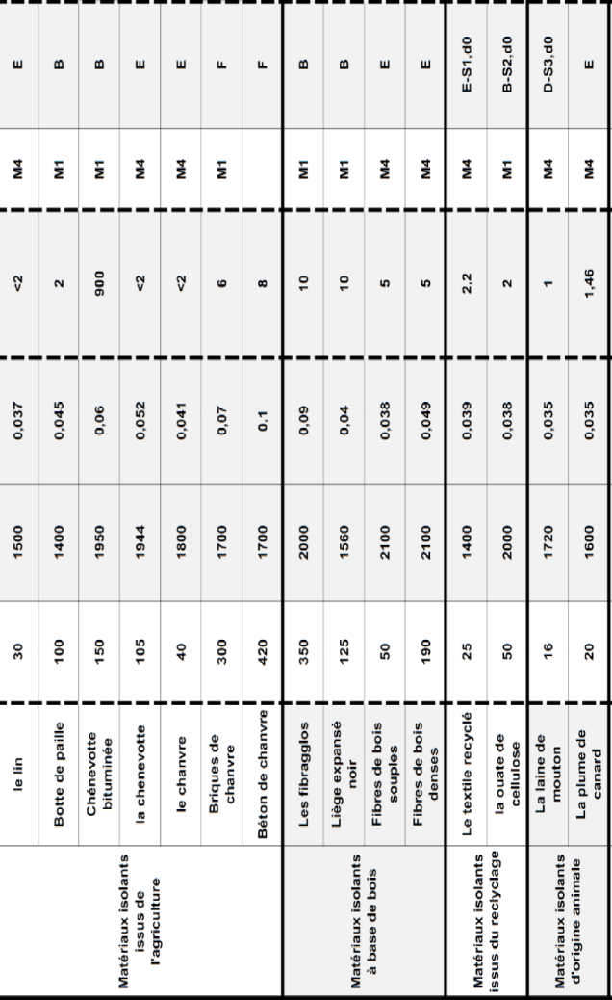 Matériaux isolants
issus de
l'agriculture
le lin 30 1500 0,037 <2 M4 E
Botte de paille 100 1400 0,045 2 M1 B
Chénevotte
bituminée 150 1950 0,06 900 M1 B
la chenevotte 105 1944 0,052 <2 M4 E
le chanvre 40 1800 0,041 <2 M4 E
Briques de
chanvre 300 1700 0,07 6 M1 F
Béton de chanvre 420 1700 0,1 8 F
Matériaux isolants
à base de bois
Les fibragglos 350 2000 0,09 10 M1 B
Liège expansé
noir 125 1560 0,04 10 M1 B
Fibres de bois
souples 50 2100 0,038 5 M4 E
Fibres de bois
denses 190 2100 0,049 5 M4 E
Matériaux isolants
issus du reclyclage
Le textile recyclé 25 1400 0,039 2,2 M4 E-S1,d0
la ouate de
cellulose 50 2000 0,038 2 M1 B-S2,d0
Matériaux isolants
d'origine animale
La laine de
mouton 16 1720 0,035 1 M4 D-S3,d0
La plume de
canard 20 1600 0,035 1,46 M4 E